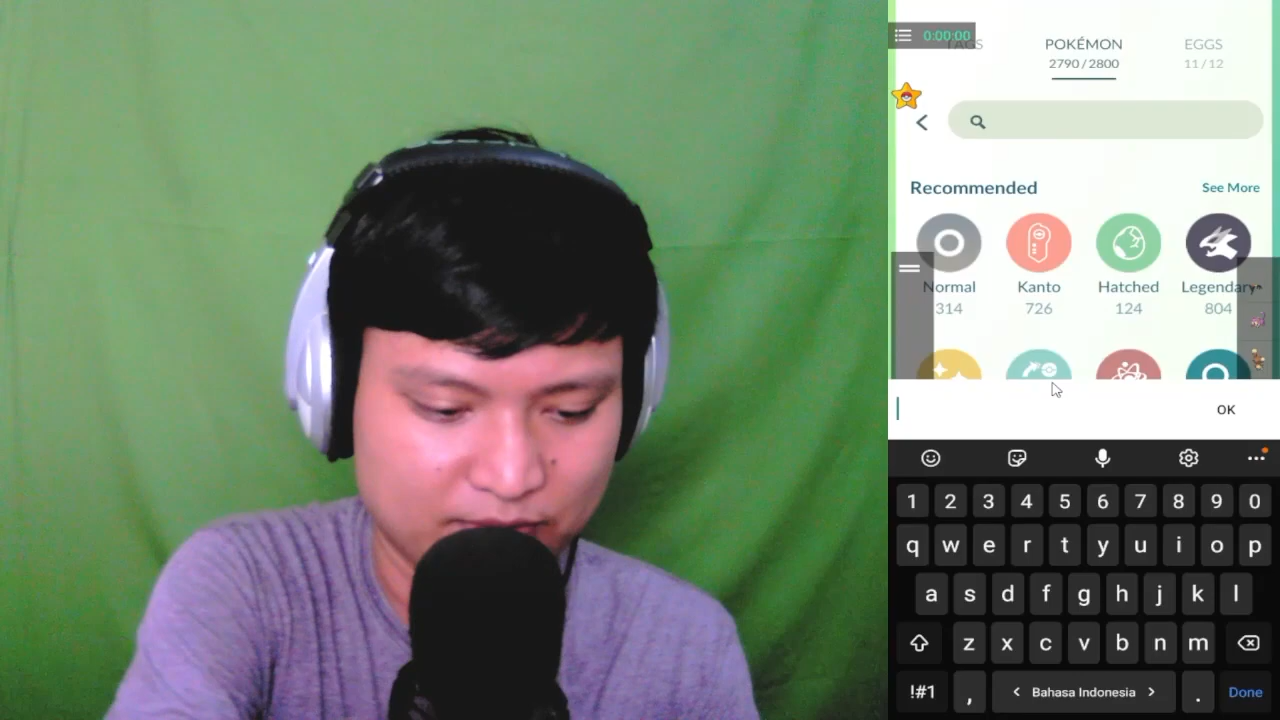 0:00:00
TAGS
POKÉMON
EGGS
2790 / 2800
11 / 12
Recommended
See More
Normal
Kanto
Hatched
Legendary
314
726
124
804
OK
1 2 3 4 5 6 7 8 9 0
q w e r t y u i o p
a s d f g h j k l
z x c v b n m
!#1 , < Bahasa Indonesia > . Done